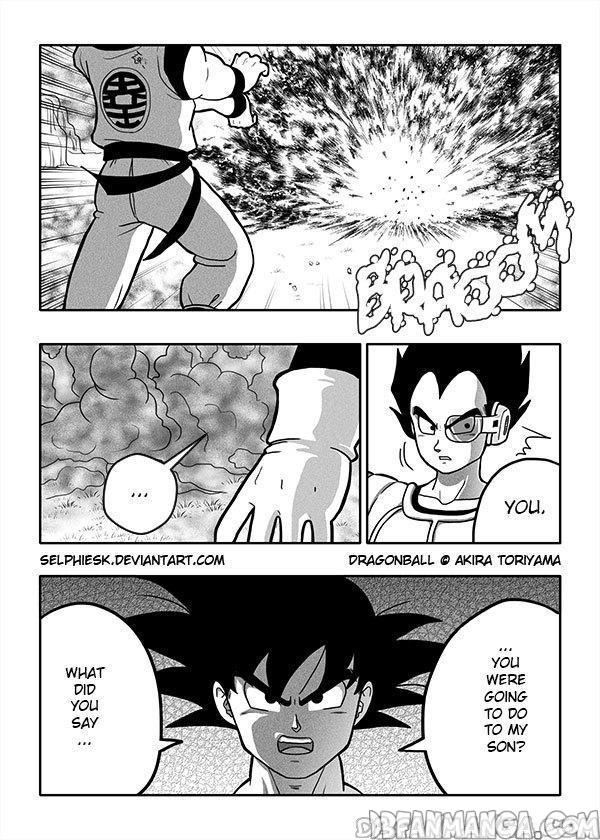 BRAOOM
...
YOU.
SELPHIESK.DEVIANTART.COM
DRAGONBALL © AKIRA TORIYAMA
WHAT
DID
YOU
SAY
...
...
YOU
WERE
GOING
TO DO
TO MY
SON?
DBFANMANGA.COM